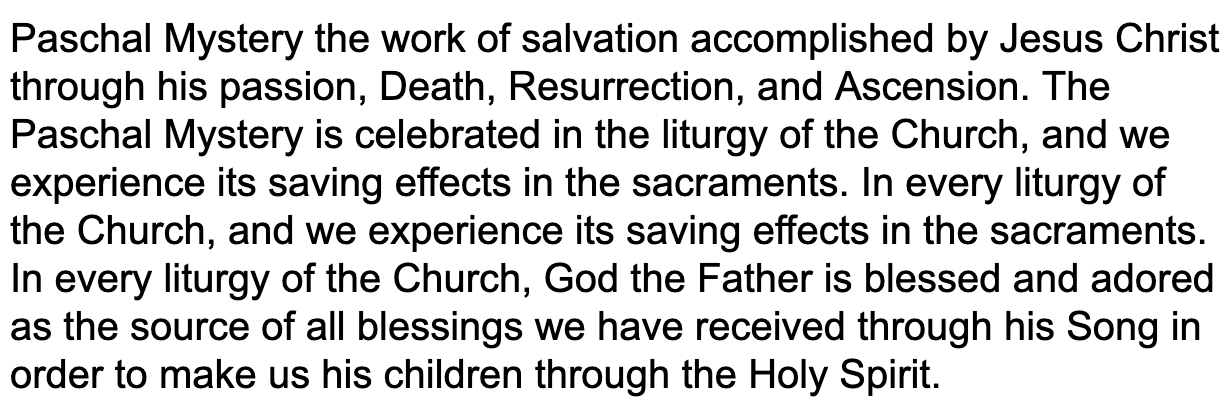 Paschal Mystery the work of salvation accomplished by Jesus Christ
through his passion, Death, Resurrection, and Ascension. The
Paschal Mystery is celebrated in the liturgy of the Church, and we
experience its saving effects in the sacraments. In every liturgy of
the Church, and we experience its saving effects in the sacraments.
In every liturgy of the Church, God the Father is blessed and adored
as the source of all blessings we have received through his Song in
order to make us his children through the Holy Spirit.